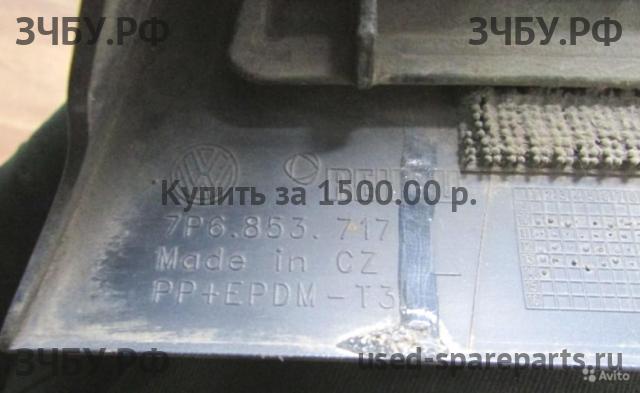 ЗЧБУ.РФ ЗЧБУ.РФ
Купить за 1500.00 р.
7P6.853.717
Made in CZ
PP+EPDM-T3
ЗЧБУ.РФ used-spareparts.ru
Avito